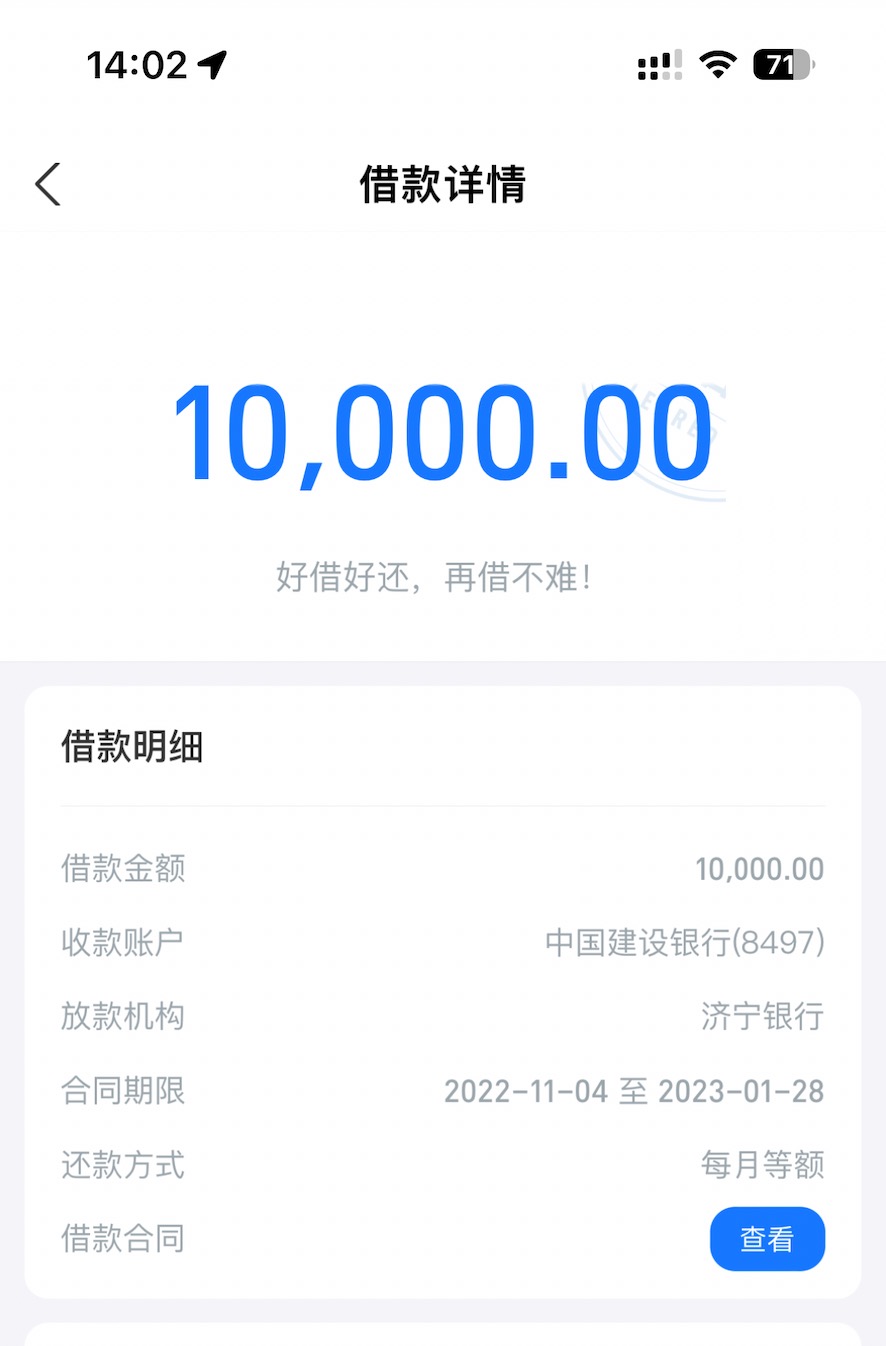 14:02
71
借款详情
10,000.00
好借好还，再借不难！
借款明细
借款金额 10,000.00
收款账户 中国建设银行(8497)
放款机构 济宁银行
合同期限 2022-11-04 至 2023-01-28
还款方式 每月等额
借款合同 查看